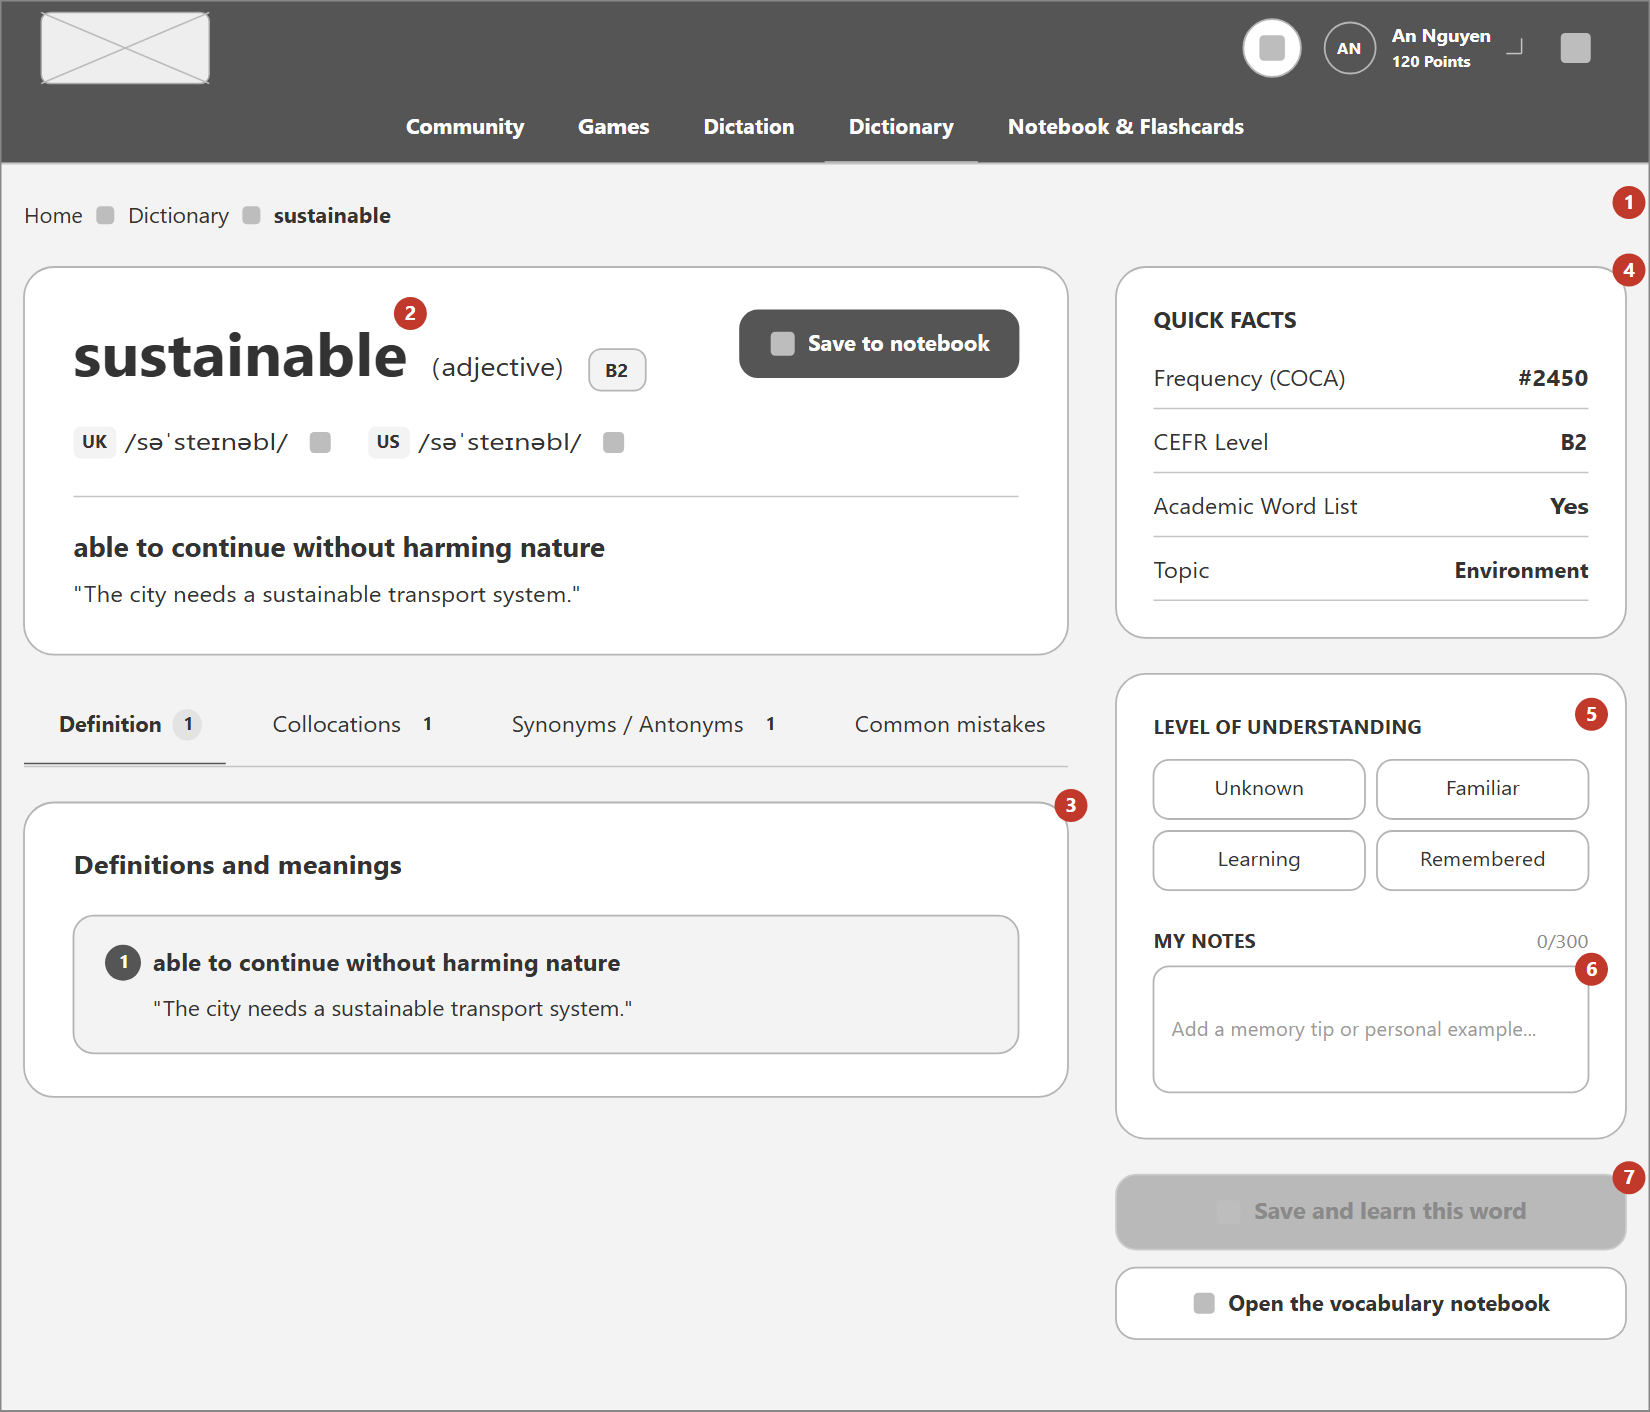 AN
An Nguyen
120 Points
Community Games Dictation Dictionary Notebook & Flashcards
Home Dictionary sustainable
1
2
sustainable (adjective) B2
Save to notebook
UK /səˈsteɪnəbl/ US /səˈsteɪnəbl/
able to continue without harming nature
"The city needs a sustainable transport system."
4
QUICK FACTS
Frequency (COCA) #2450
CEFR Level B2
Academic Word List Yes
Topic Environment
Definition 1 Collocations 1 Synonyms / Antonyms 1 Common mistakes
3
Definitions and meanings
1 able to continue without harming nature
"The city needs a sustainable transport system."
5
LEVEL OF UNDERSTANDING
Unknown Familiar
Learning Remembered
MY NOTES 0/300
6
Add a memory tip or personal example...
7
Save and learn this word
Open the vocabulary notebook